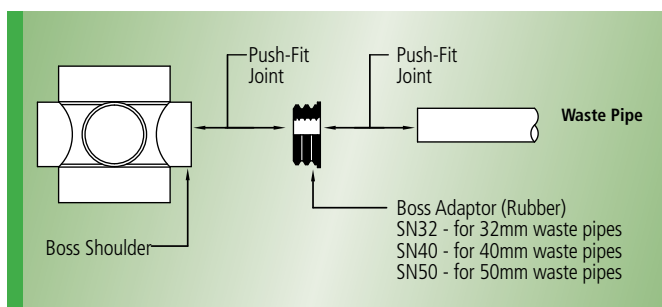 Push-Fit
Joint
Push-Fit
Joint
Waste Pipe
Boss Shoulder
Boss Adaptor (Rubber)
SN32 - for 32mm waste pipes
SN40 - for 40mm waste pipes
SN50 - for 50mm waste pipes